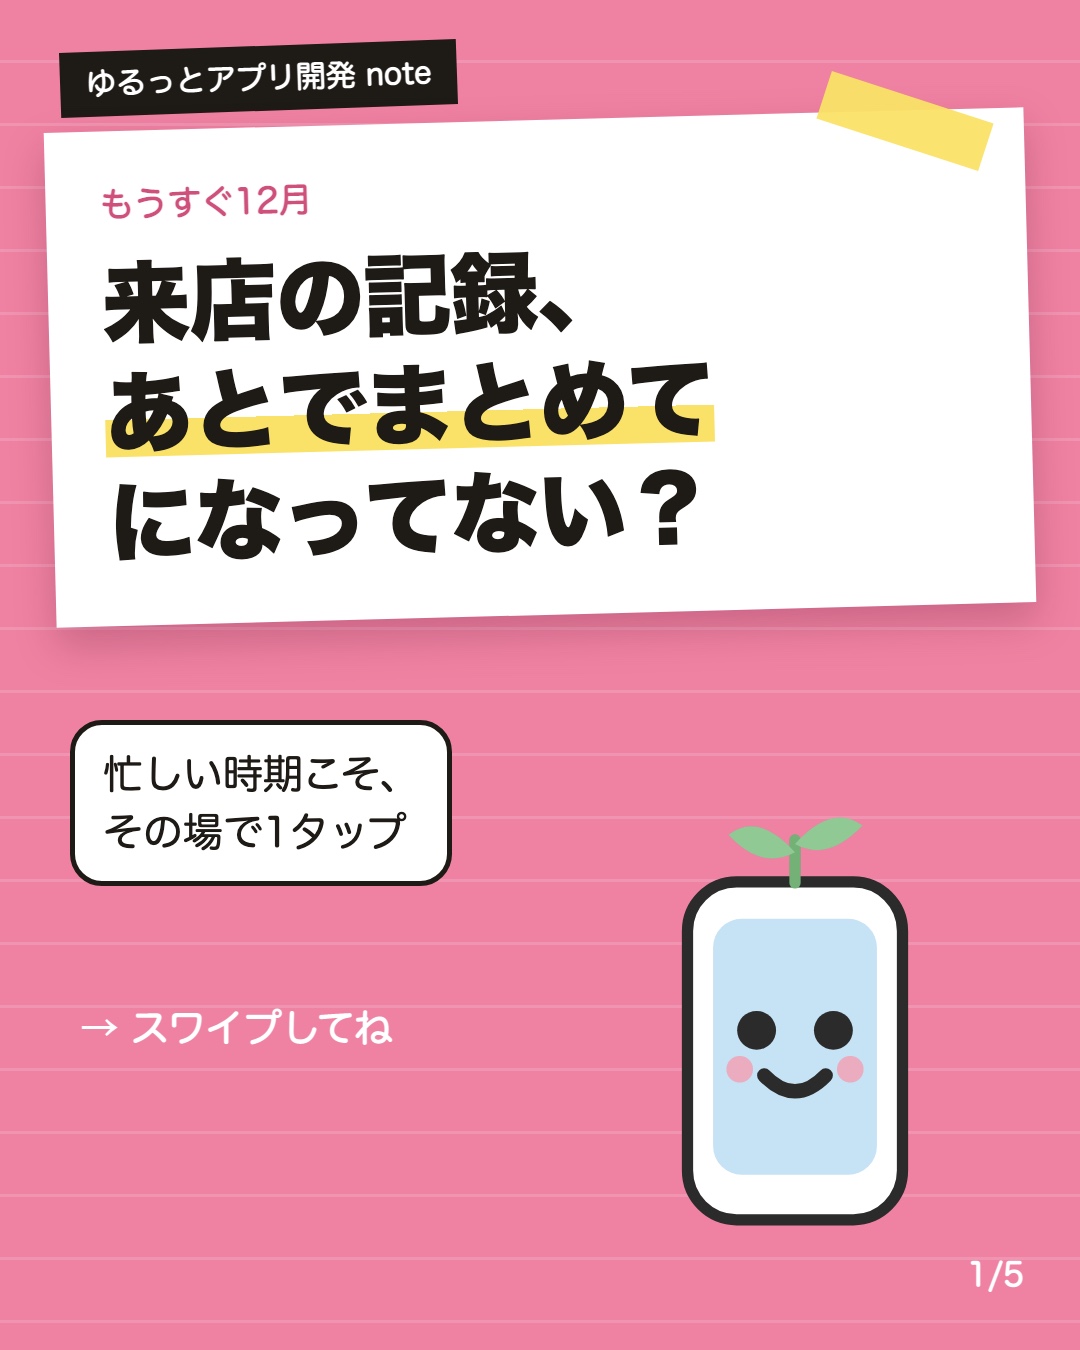 ゆるっとアプリ開発 note
もうすぐ12月
来店の記録、
あとでまとめて
になってない？
忙しい時期こそ、
その場で1タップ
→ スワイプしてね
1/5